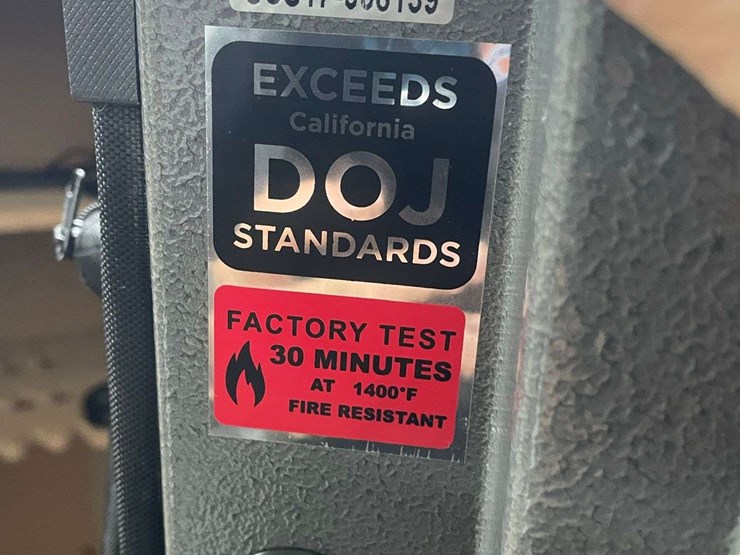 EXCEEDS
California
DOJ
STANDARDS
FACTORY TEST
30 MINUTES
AT 1400°F
FIRE RESISTANT